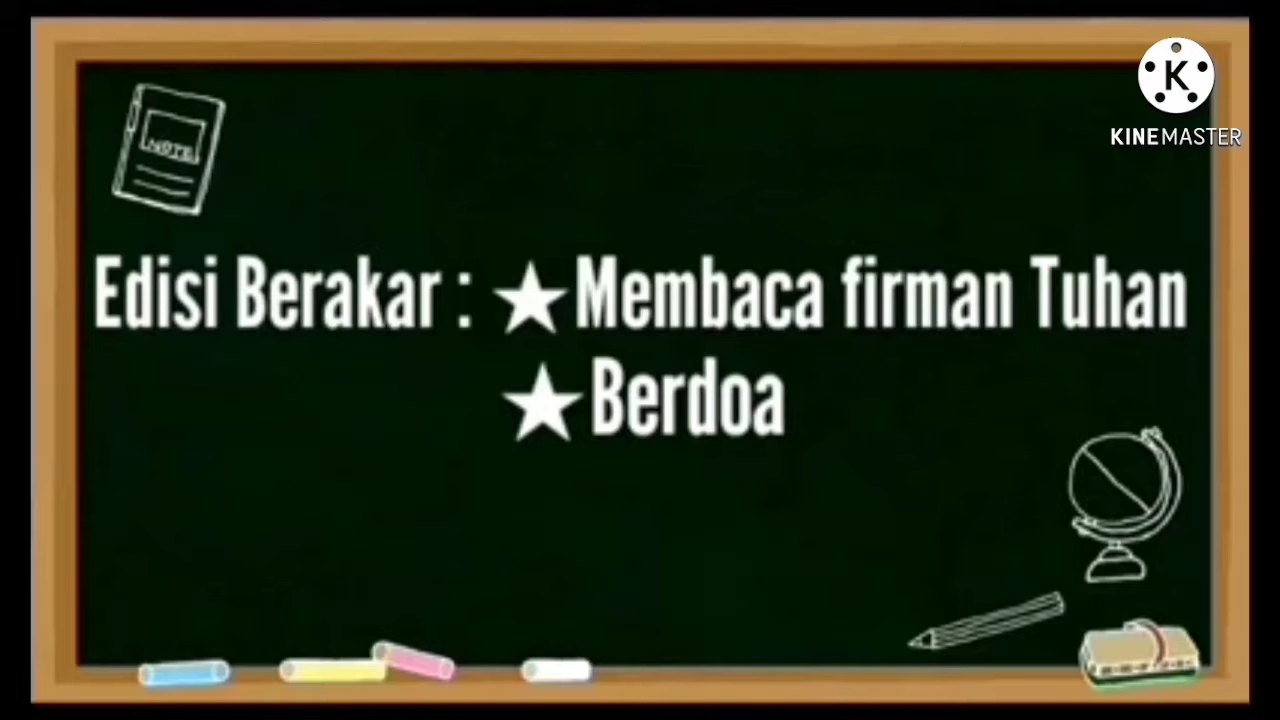 NOTE
K
KINEMASTER
Edisi Berakar : ★Membaca firman Tuhan
★Berdoa